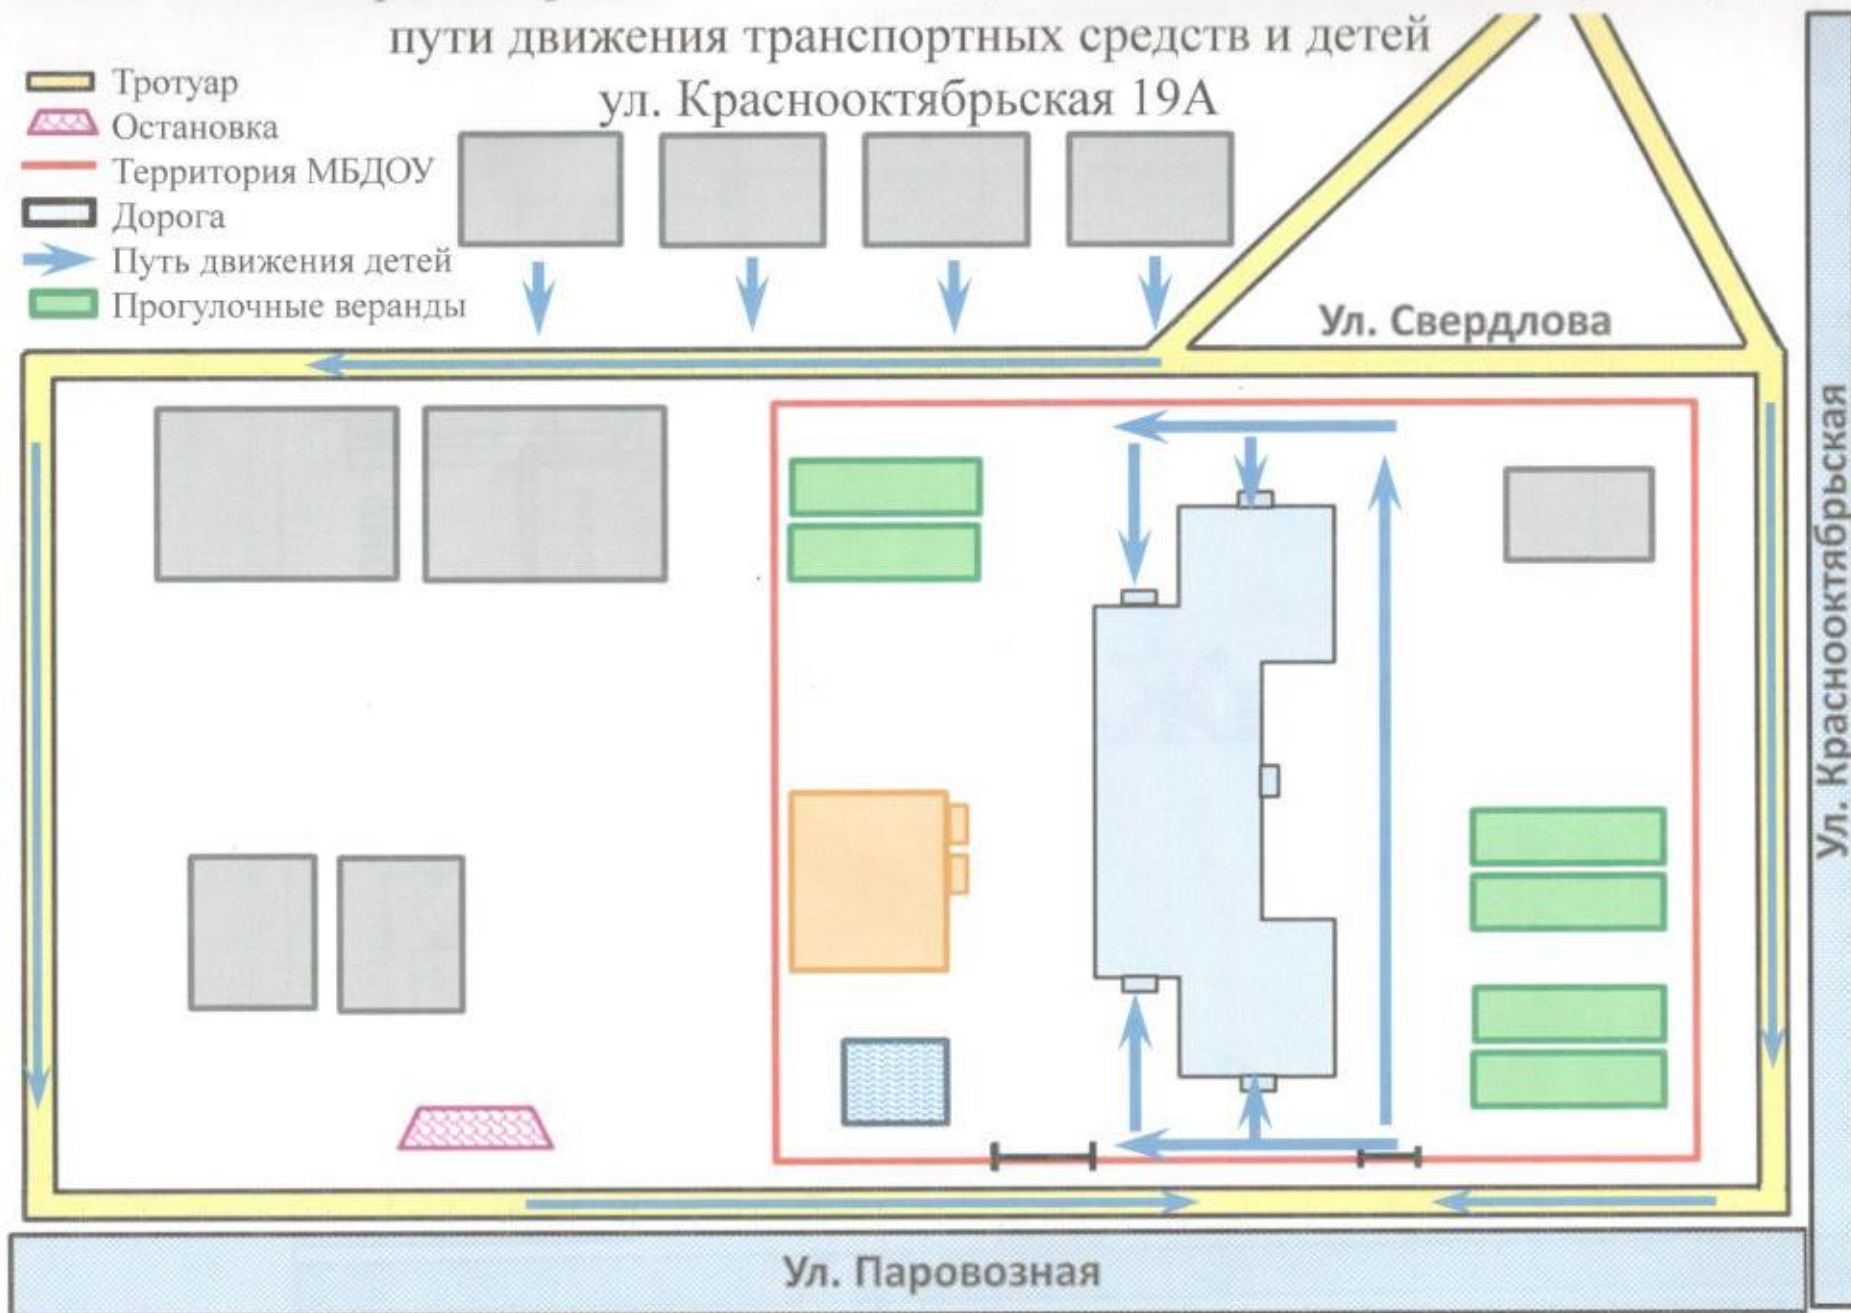 пути движения транспортных средств и детей
ул. Краснооктябрьская 19А
Тротуар
Остановка
Территория МБДОУ
Дорога
Путь движения детей
Прогулочные веранды
Ул. Свердлова
Ул. Краснооктябрьская
Ул. Паровозная